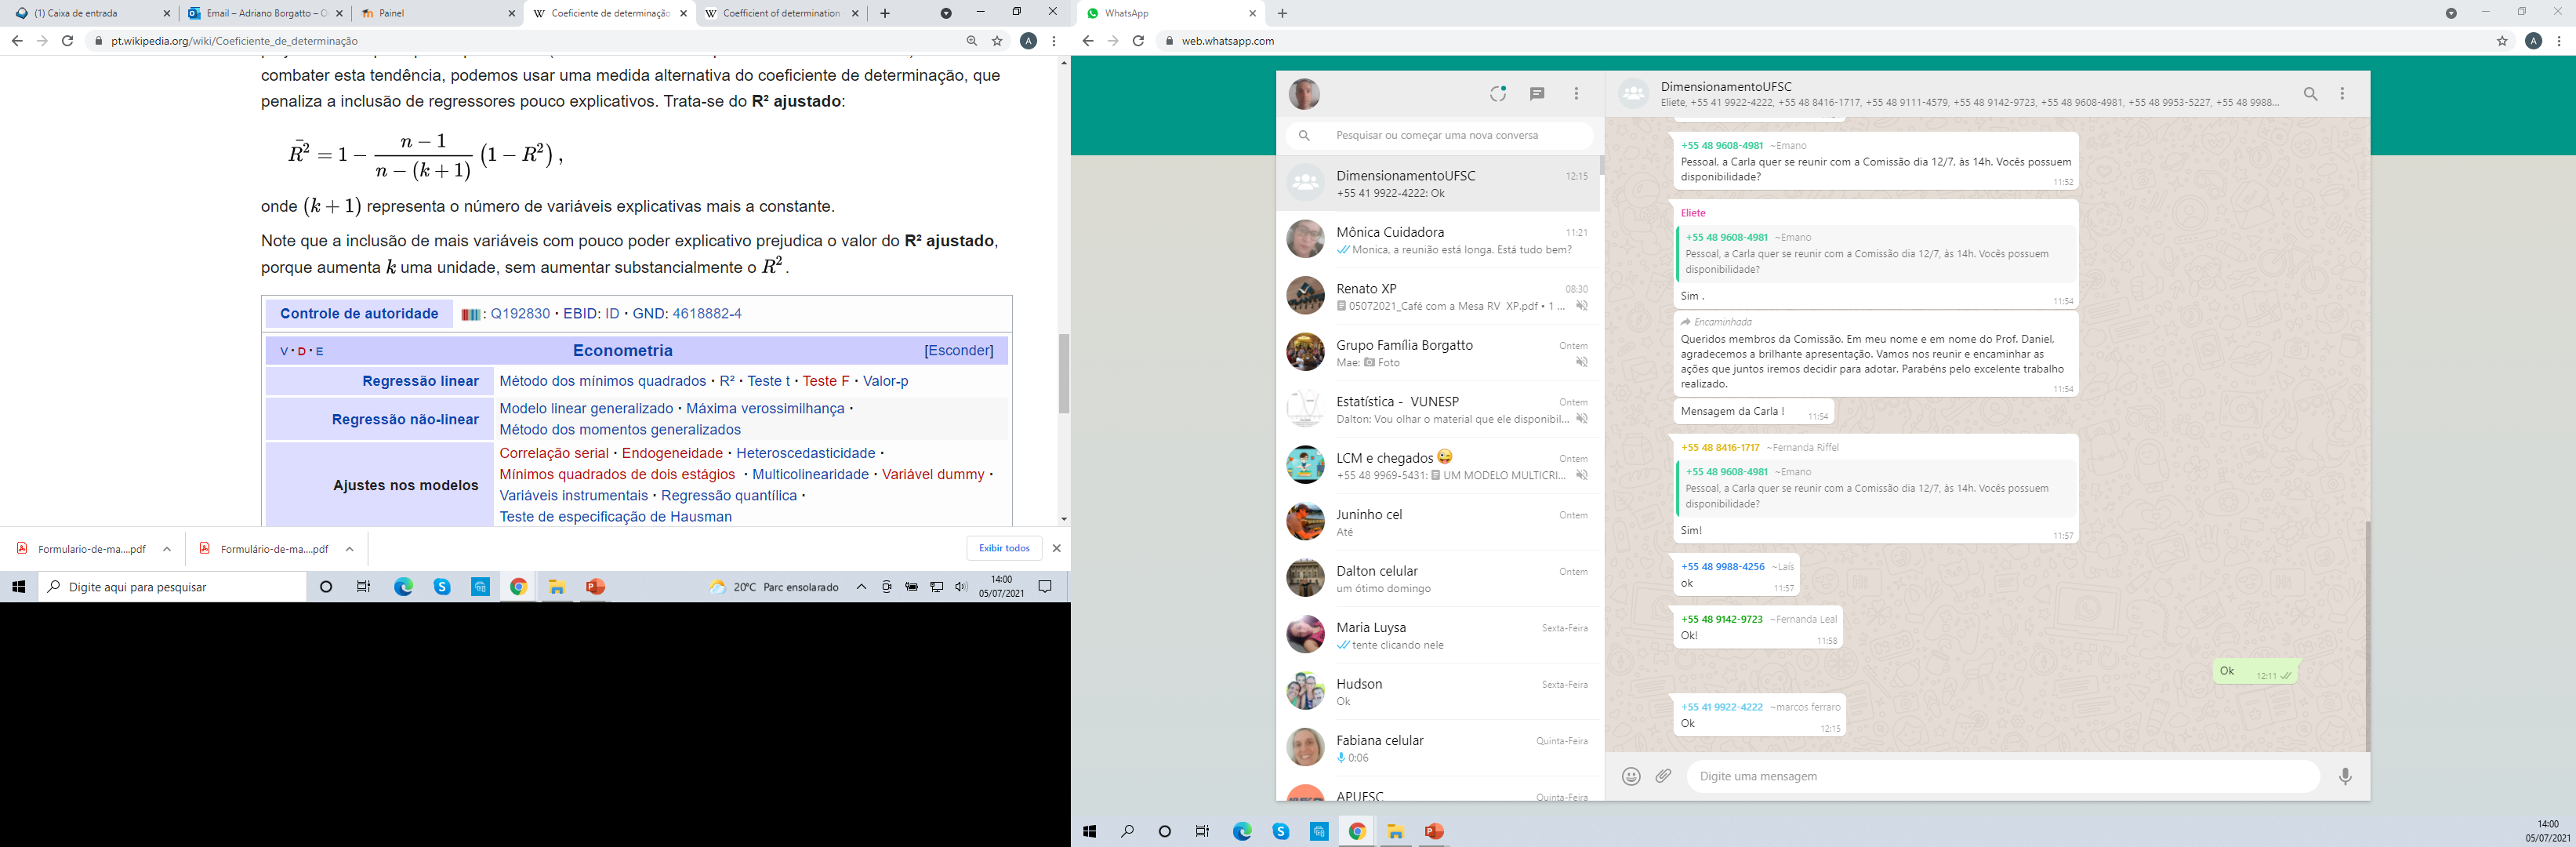 (1) Caixa de entrada
Email – Adriano Borgatto – O
Painel
Coeficiente de determinação
Coefficient of determination
pt.wikipedia.org/wiki/Coeficiente_de_determinação
A
combater esta tendência, podemos usar uma medida alternativa do coeficiente de determinação, que
penaliza a inclusão de regressores pouco explicativos. Trata-se do R² ajustado:
R̄² = 1 − (n − 1)/(n − (k + 1)) (1 − R²),
onde (k + 1) representa o número de variáveis explicativas mais a constante.
Note que a inclusão de mais variáveis com pouco poder explicativo prejudica o valor do R² ajustado,
porque aumenta k uma unidade, sem aumentar substancialmente o R².
Controle de autoridade
: Q192830 · EBID: ID · GND: 4618882-4
V · D · E
Econometria
[Esconder]
Regressão linear
Método dos mínimos quadrados · R² · Teste t · Teste F · Valor-p
Regressão não-linear
Modelo linear generalizado · Máxima verossimilhança ·
Método dos momentos generalizados
Ajustes nos modelos
Correlação serial · Endogeneidade · Heteroscedasticidade ·
Mínimos quadrados de dois estágios · Multicolinearidade · Variável dummy ·
Variáveis instrumentais · Regressão quantílica ·
Teste de especificação de Hausman
Formulario-de-ma....pdf
Formulário-de-ma....pdf
Exibir todos
Digite aqui para pesquisar
20°C Parc ensolarado
14:00
05/07/2021
WhatsApp
web.whatsapp.com
A
Pesquisar ou começar uma nova conversa
DimensionamentoUFSC
12:15
+55 41 9922-4222: Ok
Mônica Cuidadora
11:21
Monica. a reunião está longa. Está tudo bem?
Renato XP
08:30
05072021_Café com a Mesa RV XP.pdf • 1 ...
Grupo Família Borgatto
Ontem
Mae: Foto
Estatística - VUNESP
Ontem
Dalton: Vou olhar o material que ele disponibil...
LCM e chegados 😜
Ontem
+55 48 9969-5431: UM MODELO MULTICRI...
Juninho cel
Ontem
Até
Dalton celular
Ontem
um ótimo domingo
Maria Luysa
Sexta-Feira
tente clicando nele
Hudson
Sexta-Feira
Ok
Fabiana celular
Quinta-Feira
0:06
APUFSC
Quinta-Feira
DimensionamentoUFSC
Eliete, +55 41 9922-4222, +55 48 8416-1717, +55 48 9111-4579, +55 48 9142-9723, +55 48 9608-4981, +55 48 9953-5227, +55 48 9988...
+55 48 9608-4981 ~Emano
Pessoal, a Carla quer se reunir com a Comissão dia 12/7, às 14h. Vocês possuem
disponibilidade?
11:52
Eliete
+55 48 9608-4981 ~Emano
Pessoal, a Carla quer se reunir com a Comissão dia 12/7, às 14h. Vocês possuem
disponibilidade?
Sim .
11:54
Encaminhada
Queridos membros da Comissão. Em meu nome e em nome do Prof. Daniel,
agradecemos a brilhante apresentação. Vamos nos reunir e encaminhar as
ações que juntos iremos decidir para adotar. Parabéns pelo excelente trabalho
realizado.
11:54
Mensagem da Carla !
11:54
+55 48 8416-1717 ~Fernanda Riffel
+55 48 9608-4981 ~Emano
Pessoal, a Carla quer se reunir com a Comissão dia 12/7, às 14h. Vocês possuem
disponibilidade?
Sim!
11:57
+55 48 9988-4256 ~Laís
ok
11:57
+55 48 9142-9723 ~Fernanda Leal
Ok!
11:58
Ok
12:11
+55 41 9922-4222 ~marcos ferraro
Ok
12:15
Digite uma mensagem
14:00
05/07/2021